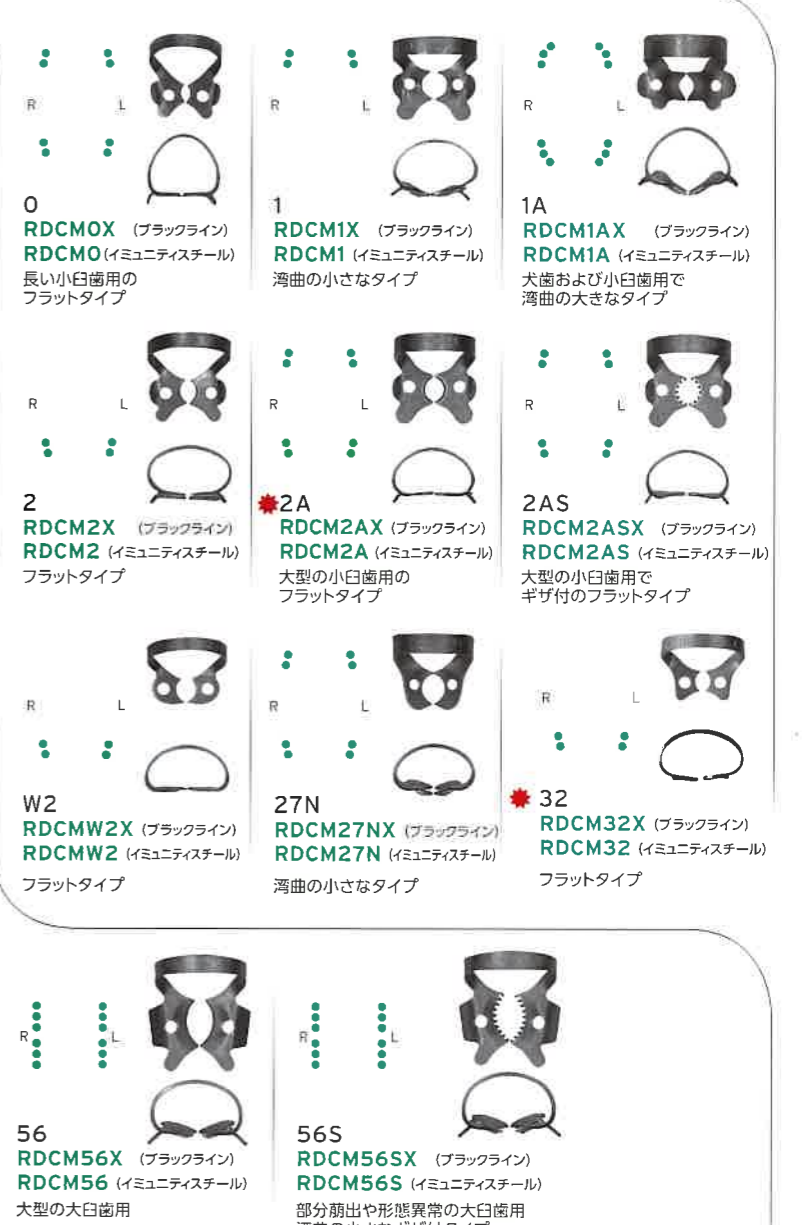 R L
0
RDCM0X (ブラックライン)
RDCM0(イミュニティスチール)
長い小臼歯用の
フラットタイプ
R L
1
RDCM1X (ブラックライン)
RDCM1 (イミュニティスチール)
湾曲の小さなタイプ
R L
1A
RDCM1AX (ブラックライン)
RDCM1A (イミュニティスチール)
犬歯および小臼歯用で
湾曲の大きなタイプ
R L
2
RDCM2X (ブラックライン)
RDCM2 (イミュニティスチール)
フラットタイプ
R L
2A
RDCM2AX (ブラックライン)
RDCM2A (イミュニティスチール)
大型の小臼歯用の
フラットタイプ
R L
2AS
RDCM2ASX (ブラックライン)
RDCM2AS (イミュニティスチール)
大型の小臼歯用で
ギザ付のフラットタイプ
R L
W2
RDCMW2X (ブラックライン)
RDCMW2 (イミュニティスチール)
フラットタイプ
R L
27N
RDCM27NX (ブラックライン)
RDCM27N (イミュニティスチール)
湾曲の小さなタイプ
R L
32
RDCM32X (ブラックライン)
RDCM32 (イミュニティスチール)
フラットタイプ
R L
56
RDCM56X (ブラックライン)
RDCM56 (イミュニティスチール)
大型の大臼歯用
R L
56S
RDCM56SX (ブラックライン)
RDCM56S (イミュニティスチール)
部分萌出や形態異常の大臼歯用